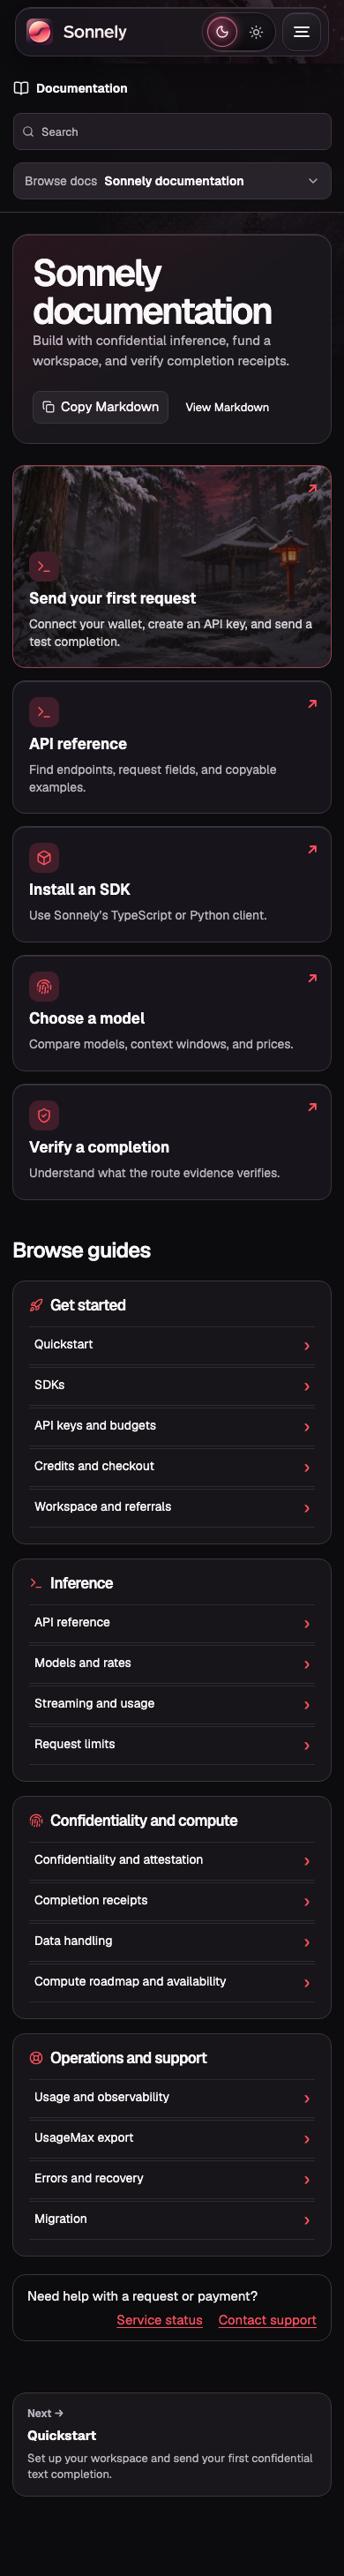 Sonnely
Documentation
Search
Browse docs Sonnely documentation
Sonnely
documentation
Build with confidential inference, fund a
workspace, and verify completion receipts.
Copy Markdown View Markdown
Send your first request
Connect your wallet, create an API key, and send a
test completion.
API reference
Find endpoints, request fields, and copyable
examples.
Install an SDK
Use Sonnely's TypeScript or Python client.
Choose a model
Compare models, context windows, and prices.
Verify a completion
Understand what the route evidence verifies.
Browse guides
Get started
Quickstart
SDKs
API keys and budgets
Credits and checkout
Workspace and referrals
Inference
API reference
Models and rates
Streaming and usage
Request limits
Confidentiality and compute
Confidentiality and attestation
Completion receipts
Data handling
Compute roadmap and availability
Operations and support
Usage and observability
UsageMax export
Errors and recovery
Migration
Need help with a request or payment?
Service status Contact support
Next →
Quickstart
Set up your workspace and send your first confidential
text completion.